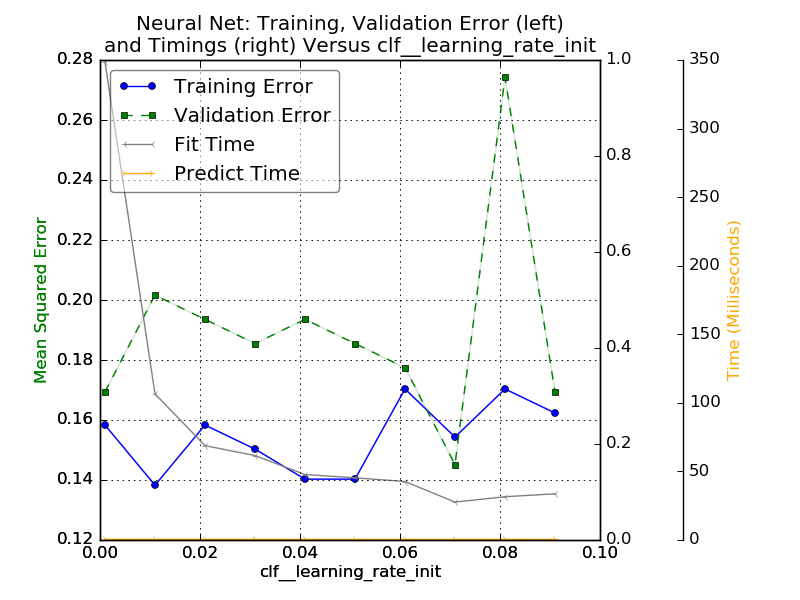 Neural Net: Training, Validation Error (left)
and Timings (right) Versus clf__learning_rate_init
Training Error
Validation Error
Fit Time
Predict Time
Mean Squared Error
0.28
0.26
0.24
0.22
0.20
0.18
0.16
0.14
0.12
0.00 0.02 0.04 0.06 0.08 0.10
clf__learning_rate_init
1.0
0.8
0.6
0.4
0.2
0.0
350
300
250
200
150
100
50
0
Time (Milliseconds)